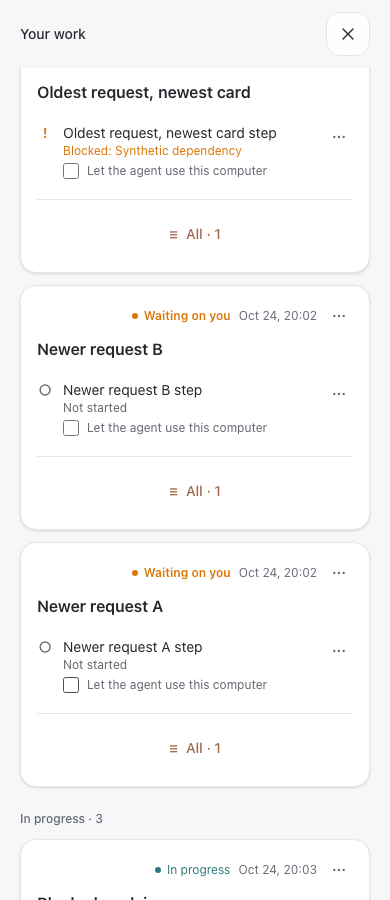 Your work
Oldest request, newest card
! Oldest request, newest card step
Blocked: Synthetic dependency
Let the agent use this computer
All · 1
Waiting on you Oct 24, 20:02
Newer request B
Newer request B step
Not started
Let the agent use this computer
All · 1
Waiting on you Oct 24, 20:02
Newer request A
Newer request A step
Not started
Let the agent use this computer
All · 1
In progress · 3
In progress Oct 24, 20:03